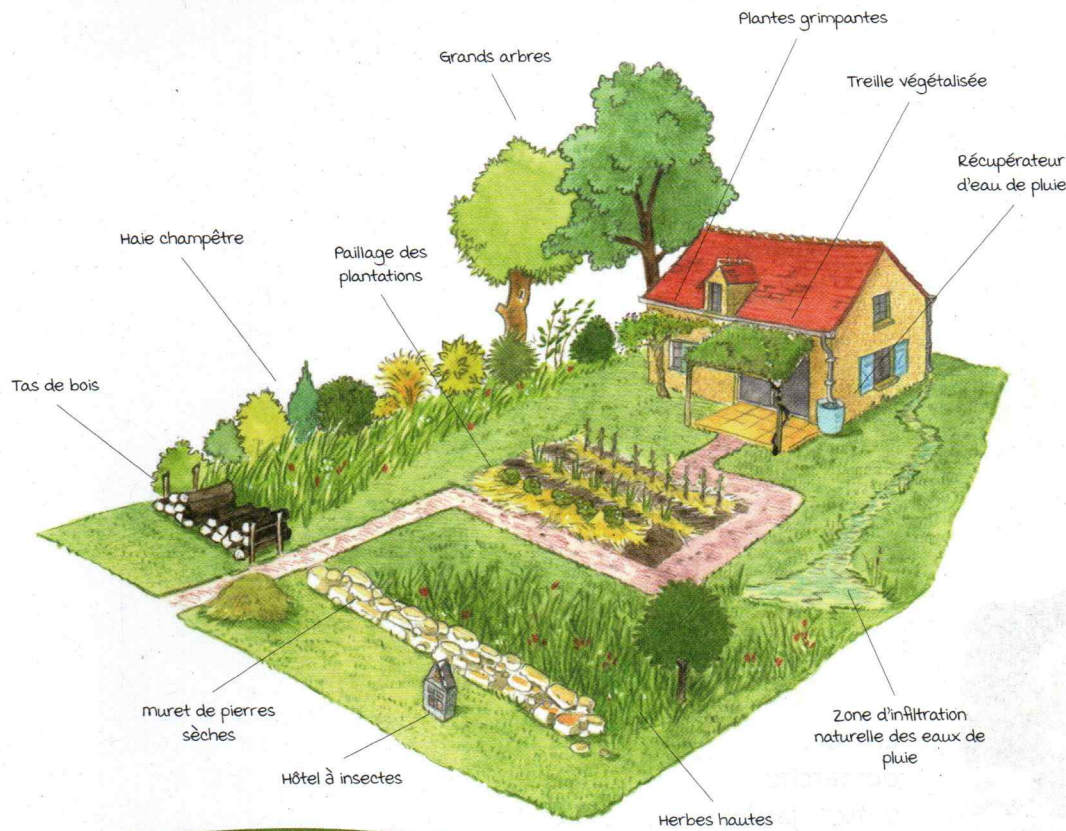 Plantes grimpantes
Grands arbres
Treille végétalisée
Récupérateur
d'eau de pluie
Haie champêtre
Paillage des
plantations
Tas de bois
muret de pierres
sèches
Zone d'infiltration
naturelle des eaux de
pluie
Hôtel à insectes
Herbes hautes